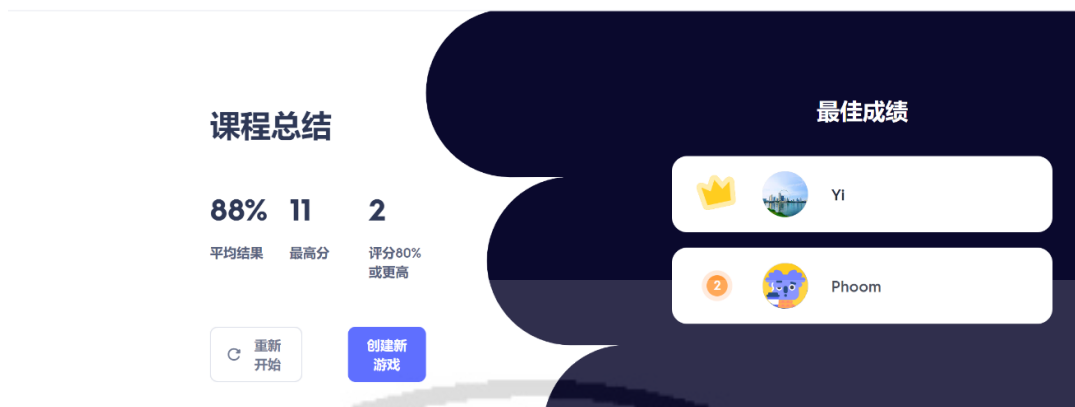 课程总结
88%
11
2
平均结果
最高分
评分80%
或更高
重新
开始
创建新
游戏
最佳成绩
Yi
2
Phoom